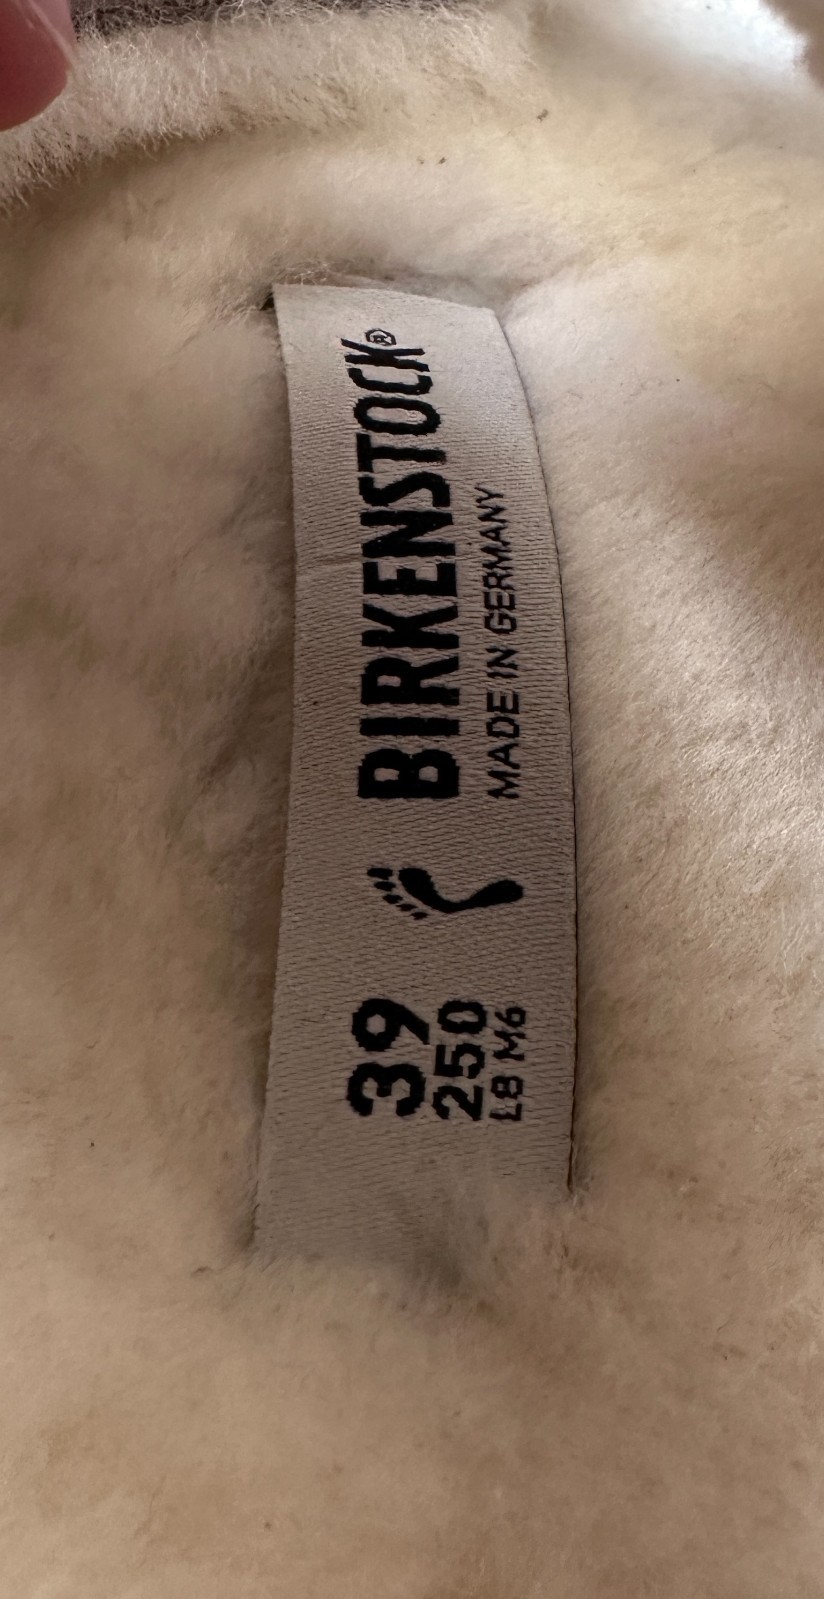 BIRKENSTOCK®
MADE IN GERMANY
39
250
L8 M6